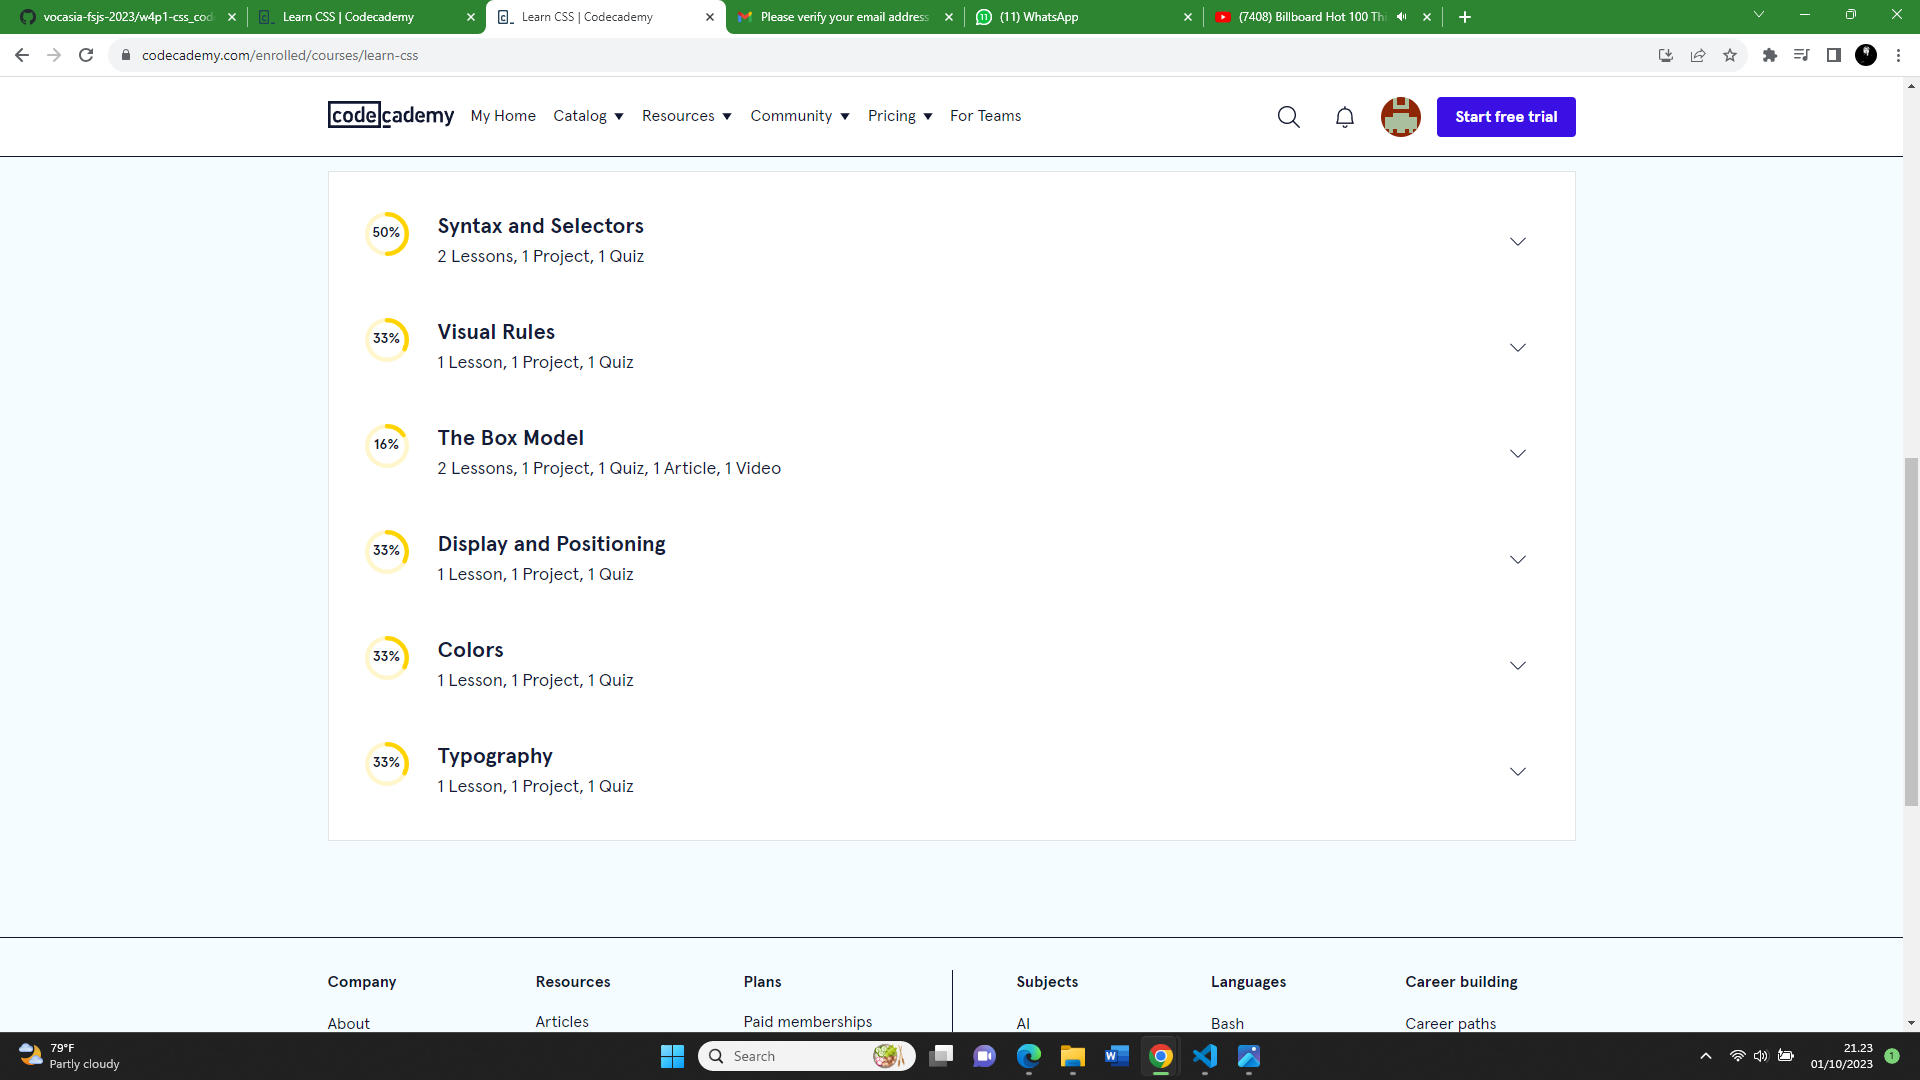 vocasia-fsjs-2023/w4p1-css_cod
Learn CSS | Codecademy
Learn CSS | Codecademy
Please verify your email address
(11) WhatsApp
(7408) Billboard Hot 100 Thi
codecademy.com/enrolled/courses/learn-css
codecademy
My Home
Catalog
Resources
Community
Pricing
For Teams
Start free trial
50%
Syntax and Selectors
2 Lessons, 1 Project, 1 Quiz
33%
Visual Rules
1 Lesson, 1 Project, 1 Quiz
16%
The Box Model
2 Lessons, 1 Project, 1 Quiz, 1 Article, 1 Video
33%
Display and Positioning
1 Lesson, 1 Project, 1 Quiz
33%
Colors
1 Lesson, 1 Project, 1 Quiz
33%
Typography
1 Lesson, 1 Project, 1 Quiz
Company
Resources
Plans
Subjects
Languages
Career building
About
Articles
Paid memberships
AI
Bash
Career paths
79°F
Partly cloudy
Search
21.23
01/10/2023
1